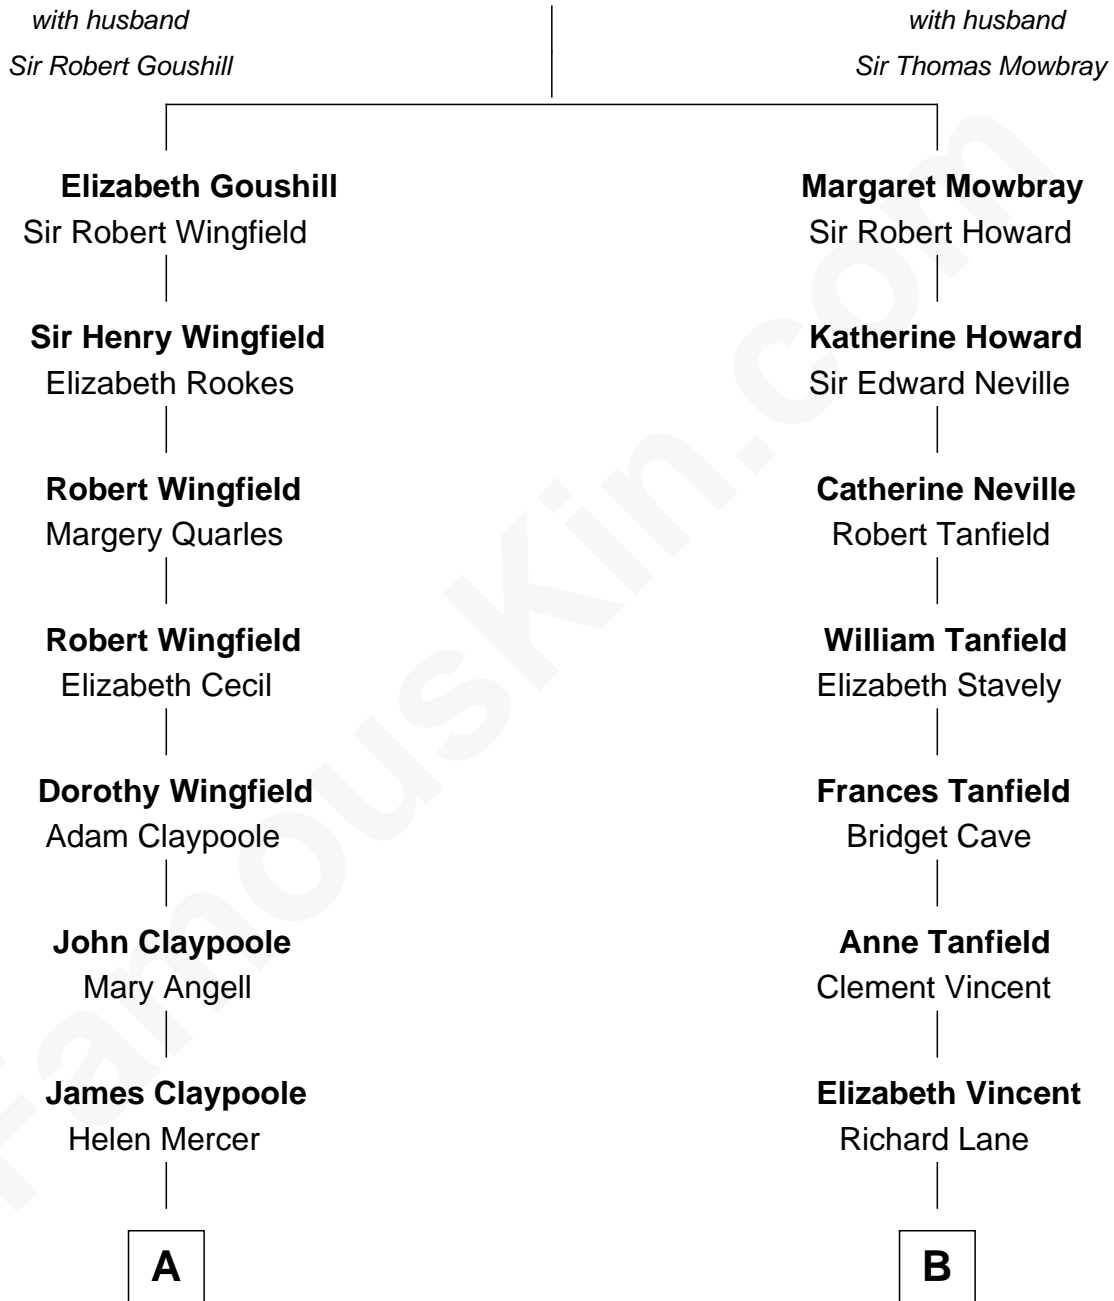 with husband
Sir Robert Goushill
with husband
Sir Thomas Mowbray
Elizabeth Goushill
Sir Robert Wingfield
Margaret Mowbray
Sir Robert Howard
Sir Henry Wingfield
Elizabeth Rookes
Katherine Howard
Sir Edward Neville
Robert Wingfield
Margery Quarles
Catherine Neville
Robert Tanfield
Robert Wingfield
Elizabeth Cecil
William Tanfield
Elizabeth Stavely
Dorothy Wingfield
Adam Claypoole
Frances Tanfield
Bridget Cave
John Claypoole
Mary Angell
Anne Tanfield
Clement Vincent
James Claypoole
Helen Mercer
Elizabeth Vincent
Richard Lane
A
B
FamousKin.com